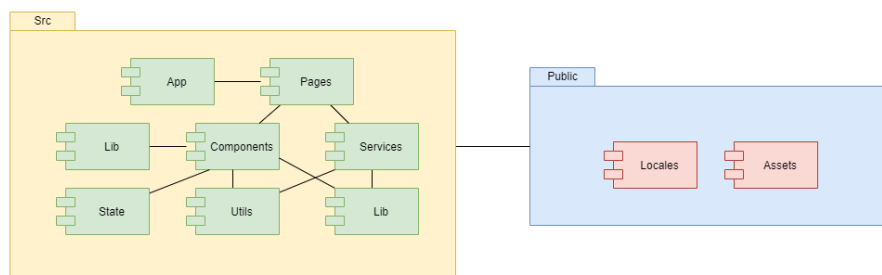 Src
App
Pages
Lib
Components
Services
State
Utils
Lib
Public
Locales
Assets